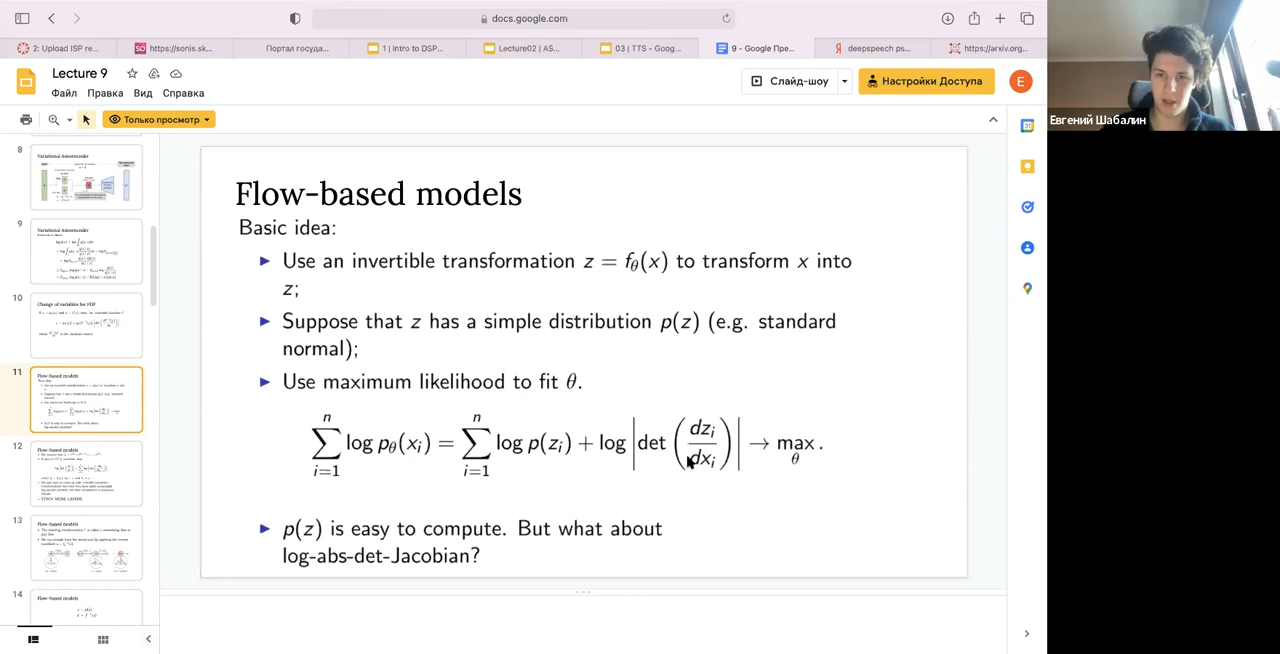 docs.google.com
2: Upload ISP re...
https://sonis.sk...
Портал госуда...
1 | Intro to DSP...
Lecture02 | AS...
03 | TTS - Goog...
9 - Google Пре...
deepspeech ps...
https://arxiv.org...
Lecture 9
Файл Правка Вид Справка
Слайд-шоу
Настройки Доступа
E
Только просмотр
Евгений Шабалин
31
8
Variational Autoencoder
9
Variational Autoencoder
10
Change of variables for PDF
11
Flow-based models
12
Flow-based models
STACK MORE LAYERS
13
Flow-based models
14
Flow-based models
Flow-based models
Basic idea:
► Use an invertible transformation z = f_θ(x) to transform x into
z;
► Suppose that z has a simple distribution p(z) (e.g. standard
normal);
► Use maximum likelihood to fit θ.
∑_{i=1}^{n} log p_θ(x_i) = ∑_{i=1}^{n} log p(z_i) + log |det (dz_i/dx_i)| → max_θ .
► p(z) is easy to compute. But what about
log-abs-det-Jacobian?